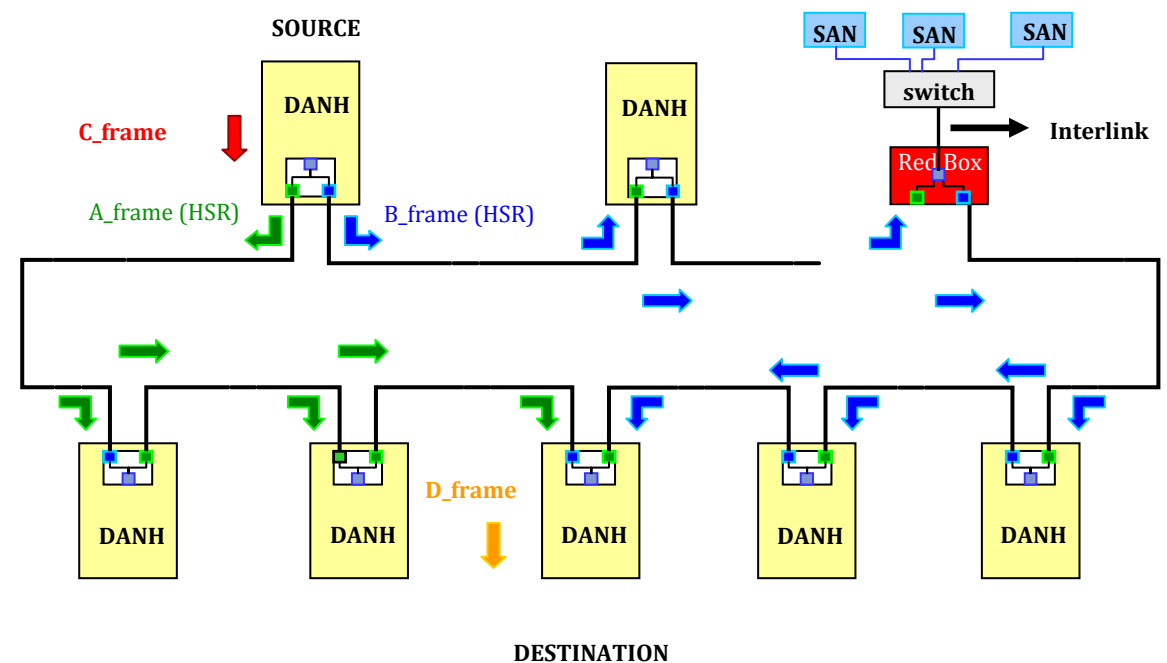 SOURCE
SAN
SAN
SAN
DANH
DANH
switch
C_frame
Interlink
Red Box
A_frame (HSR)
B_frame (HSR)
D_frame
DANH
DANH
DANH
DANH
DANH
DESTINATION